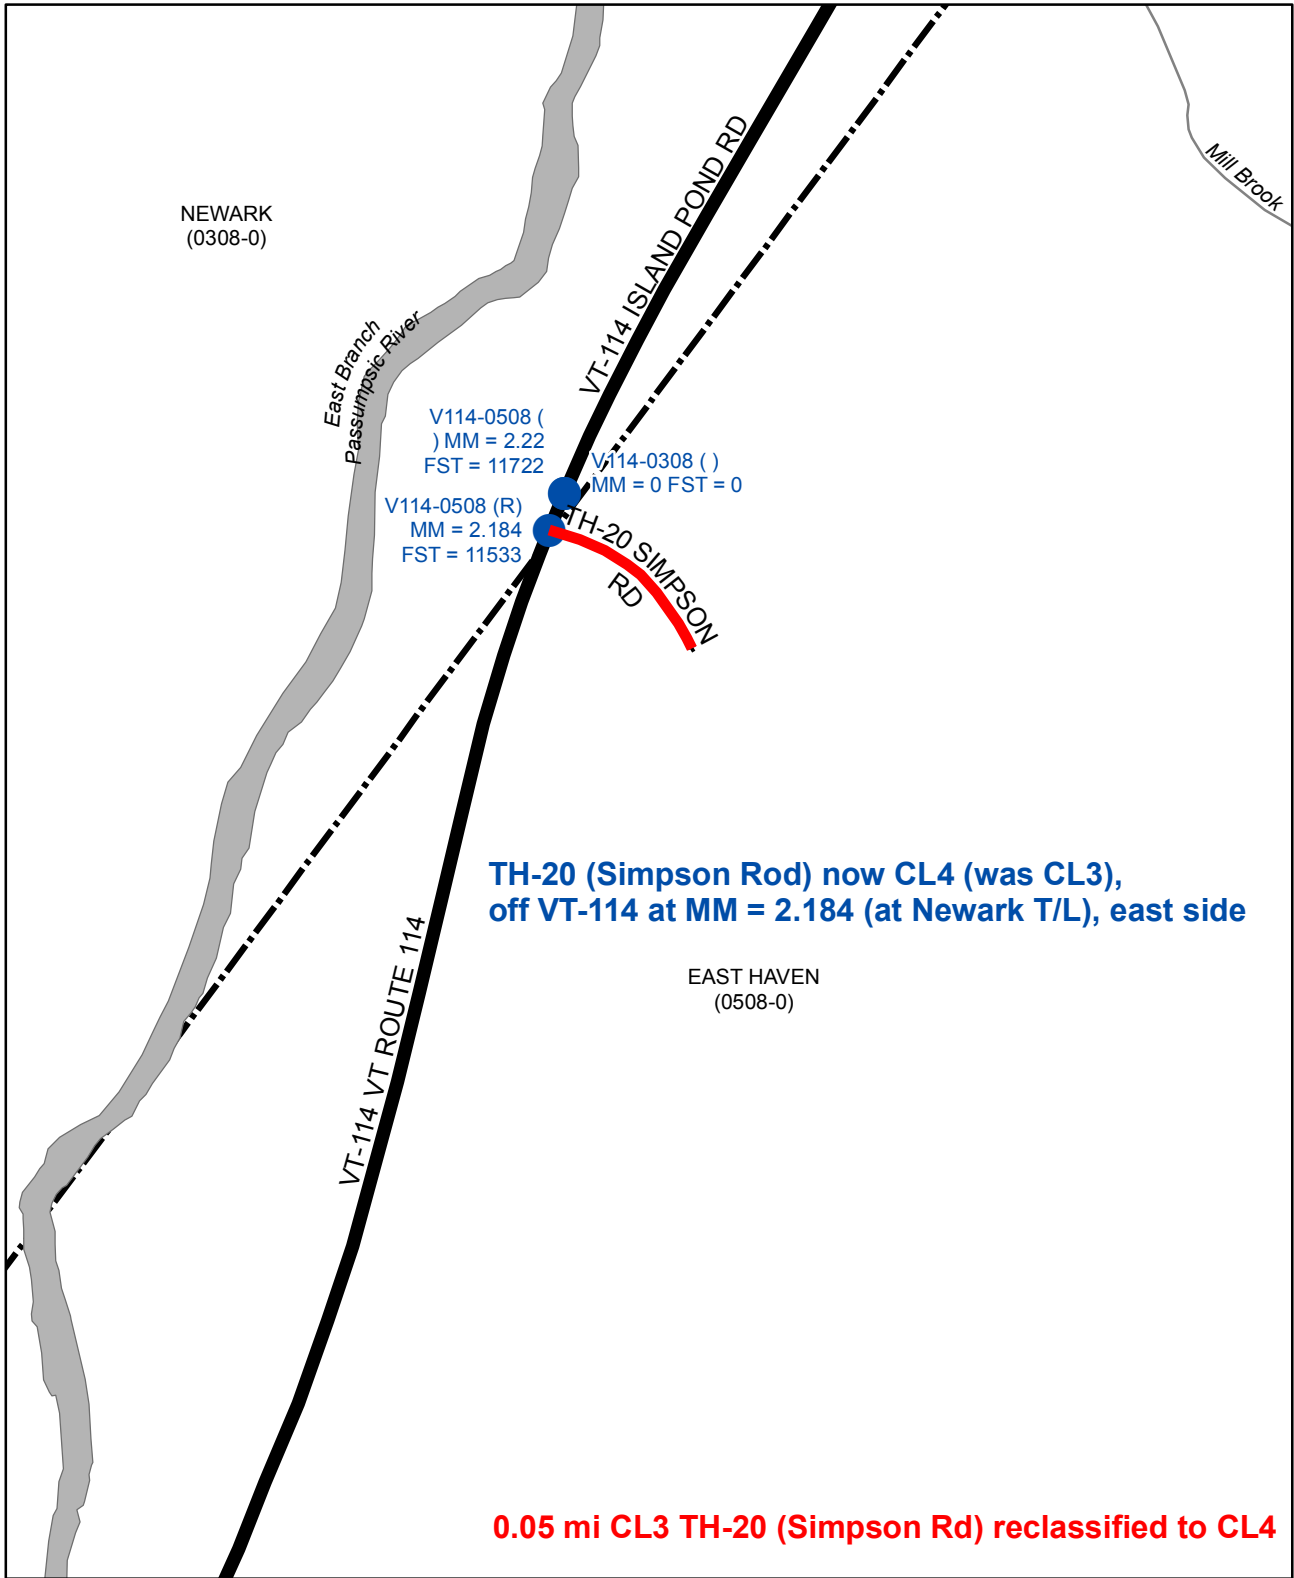 NEWARK
(0308-0)
VT-114 ISLAND POND RD
Mill Brook
East Branch
Passumpsic River
V114-0508 (
) MM = 2.22
FST = 11722
V114-0308 ( )
MM = 0 FST = 0
V114-0508 (R)
MM = 2.184
FST = 11533
TH-20 SIMPSON
RD
TH-20 (Simpson Rod) now CL4 (was CL3),
off VT-114 at MM = 2.184 (at Newark T/L), east side
EAST HAVEN
(0508-0)
VT-114 VT ROUTE 114
0.05 mi CL3 TH-20 (Simpson Rd) reclassified to CL4